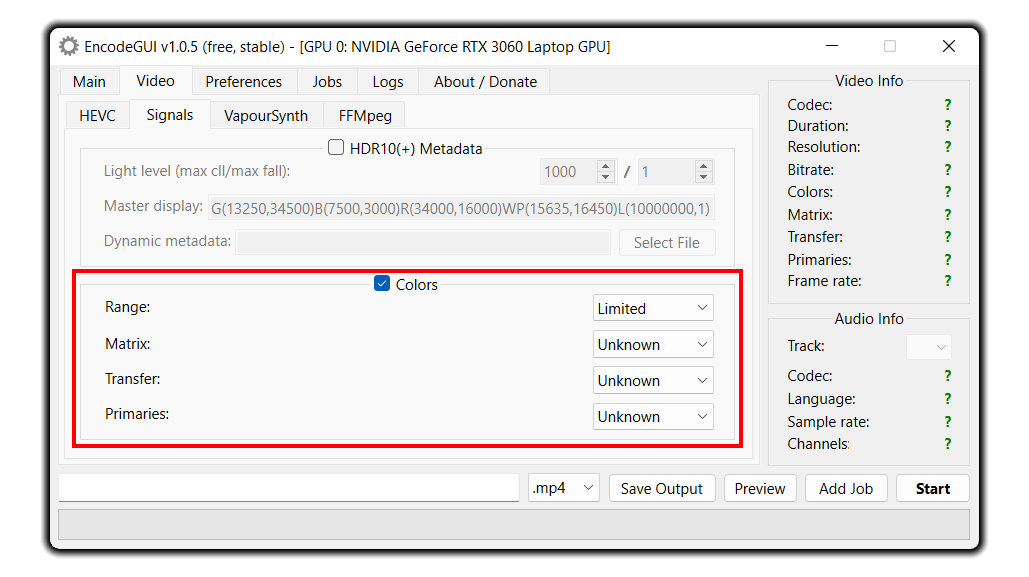 EncodeGUI v1.0.5 (free, stable) - [GPU 0: NVIDIA GeForce RTX 3060 Laptop GPU]
Main Video Preferences Jobs Logs About / Donate
HEVC Signals VapourSynth FFMpeg
HDR10(+) Metadata
Light level (max cll/max fall): 1000 / 1
Master display: G(13250,34500)B(7500,3000)R(34000,16000)WP(15635,16450)L(10000000,1)
Dynamic metadata: Select File
Colors
Range: Limited
Matrix: Unknown
Transfer: Unknown
Primaries: Unknown
Video Info
Codec: ?
Duration: ?
Resolution: ?
Bitrate: ?
Colors: ?
Matrix: ?
Transfer: ?
Primaries: ?
Frame rate: ?
Audio Info
Track:
Codec: ?
Language: ?
Sample rate: ?
Channels: ?
.mp4 Save Output Preview Add Job Start